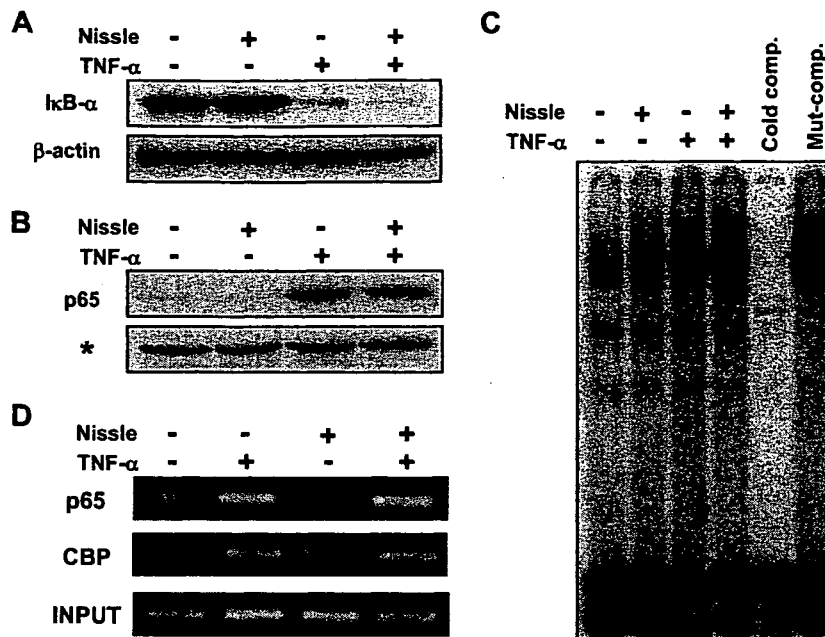 A
Nissle - + - +
TNF-α - - + +
IκB-α
β-actin
B
Nissle - + - +
TNF-α - - + +
p65
*
D
Nissle - - + +
TNF-α - + - +
p65
CBP
INPUT
C
Nissle - + - + Cold comp. Mut-comp.
TNF-α - - + +